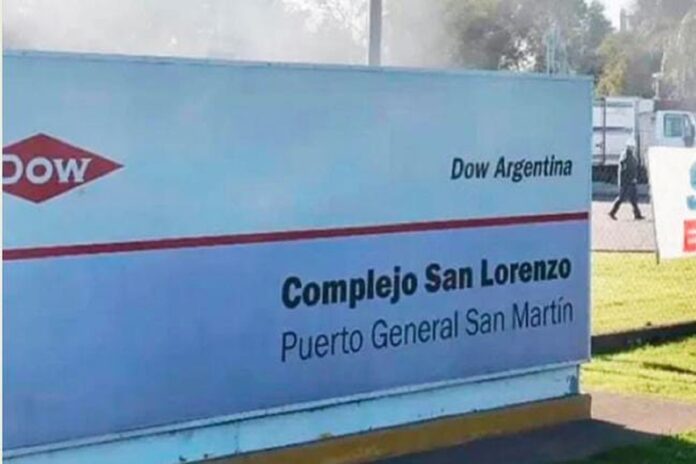 DOW
Dow Argentina
Complejo San Lorenzo
Puerto General San Martín